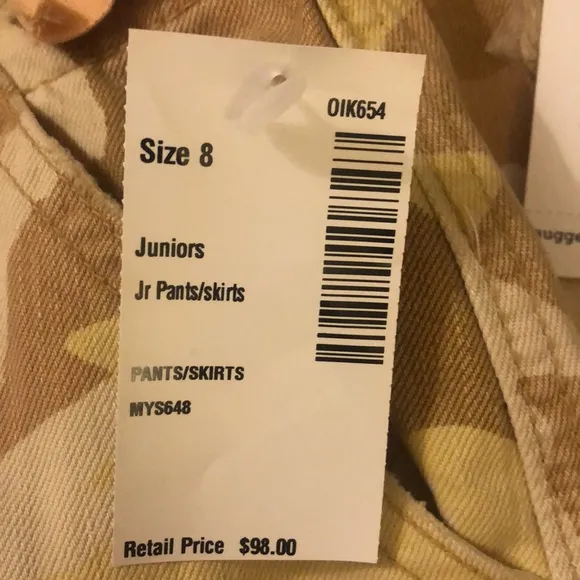 OIK654
Size 8
Juniors
Jr Pants/skirts
PANTS/SKIRTS
MYS648
Retail Price $98.00